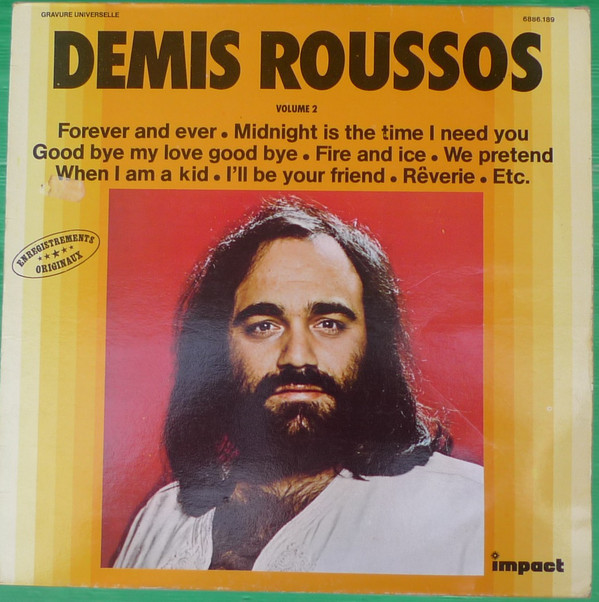 GRAVURE UNIVERSELLE
6886.189
DEMIS ROUSSOS
VOLUME 2
Forever and ever • Midnight is the time I need you
Good bye my love good bye • Fire and ice • We pretend
When I am a kid • I'll be your friend • Rêverie • Etc.
ENREGISTREMENTS
ORIGINAUX
impact